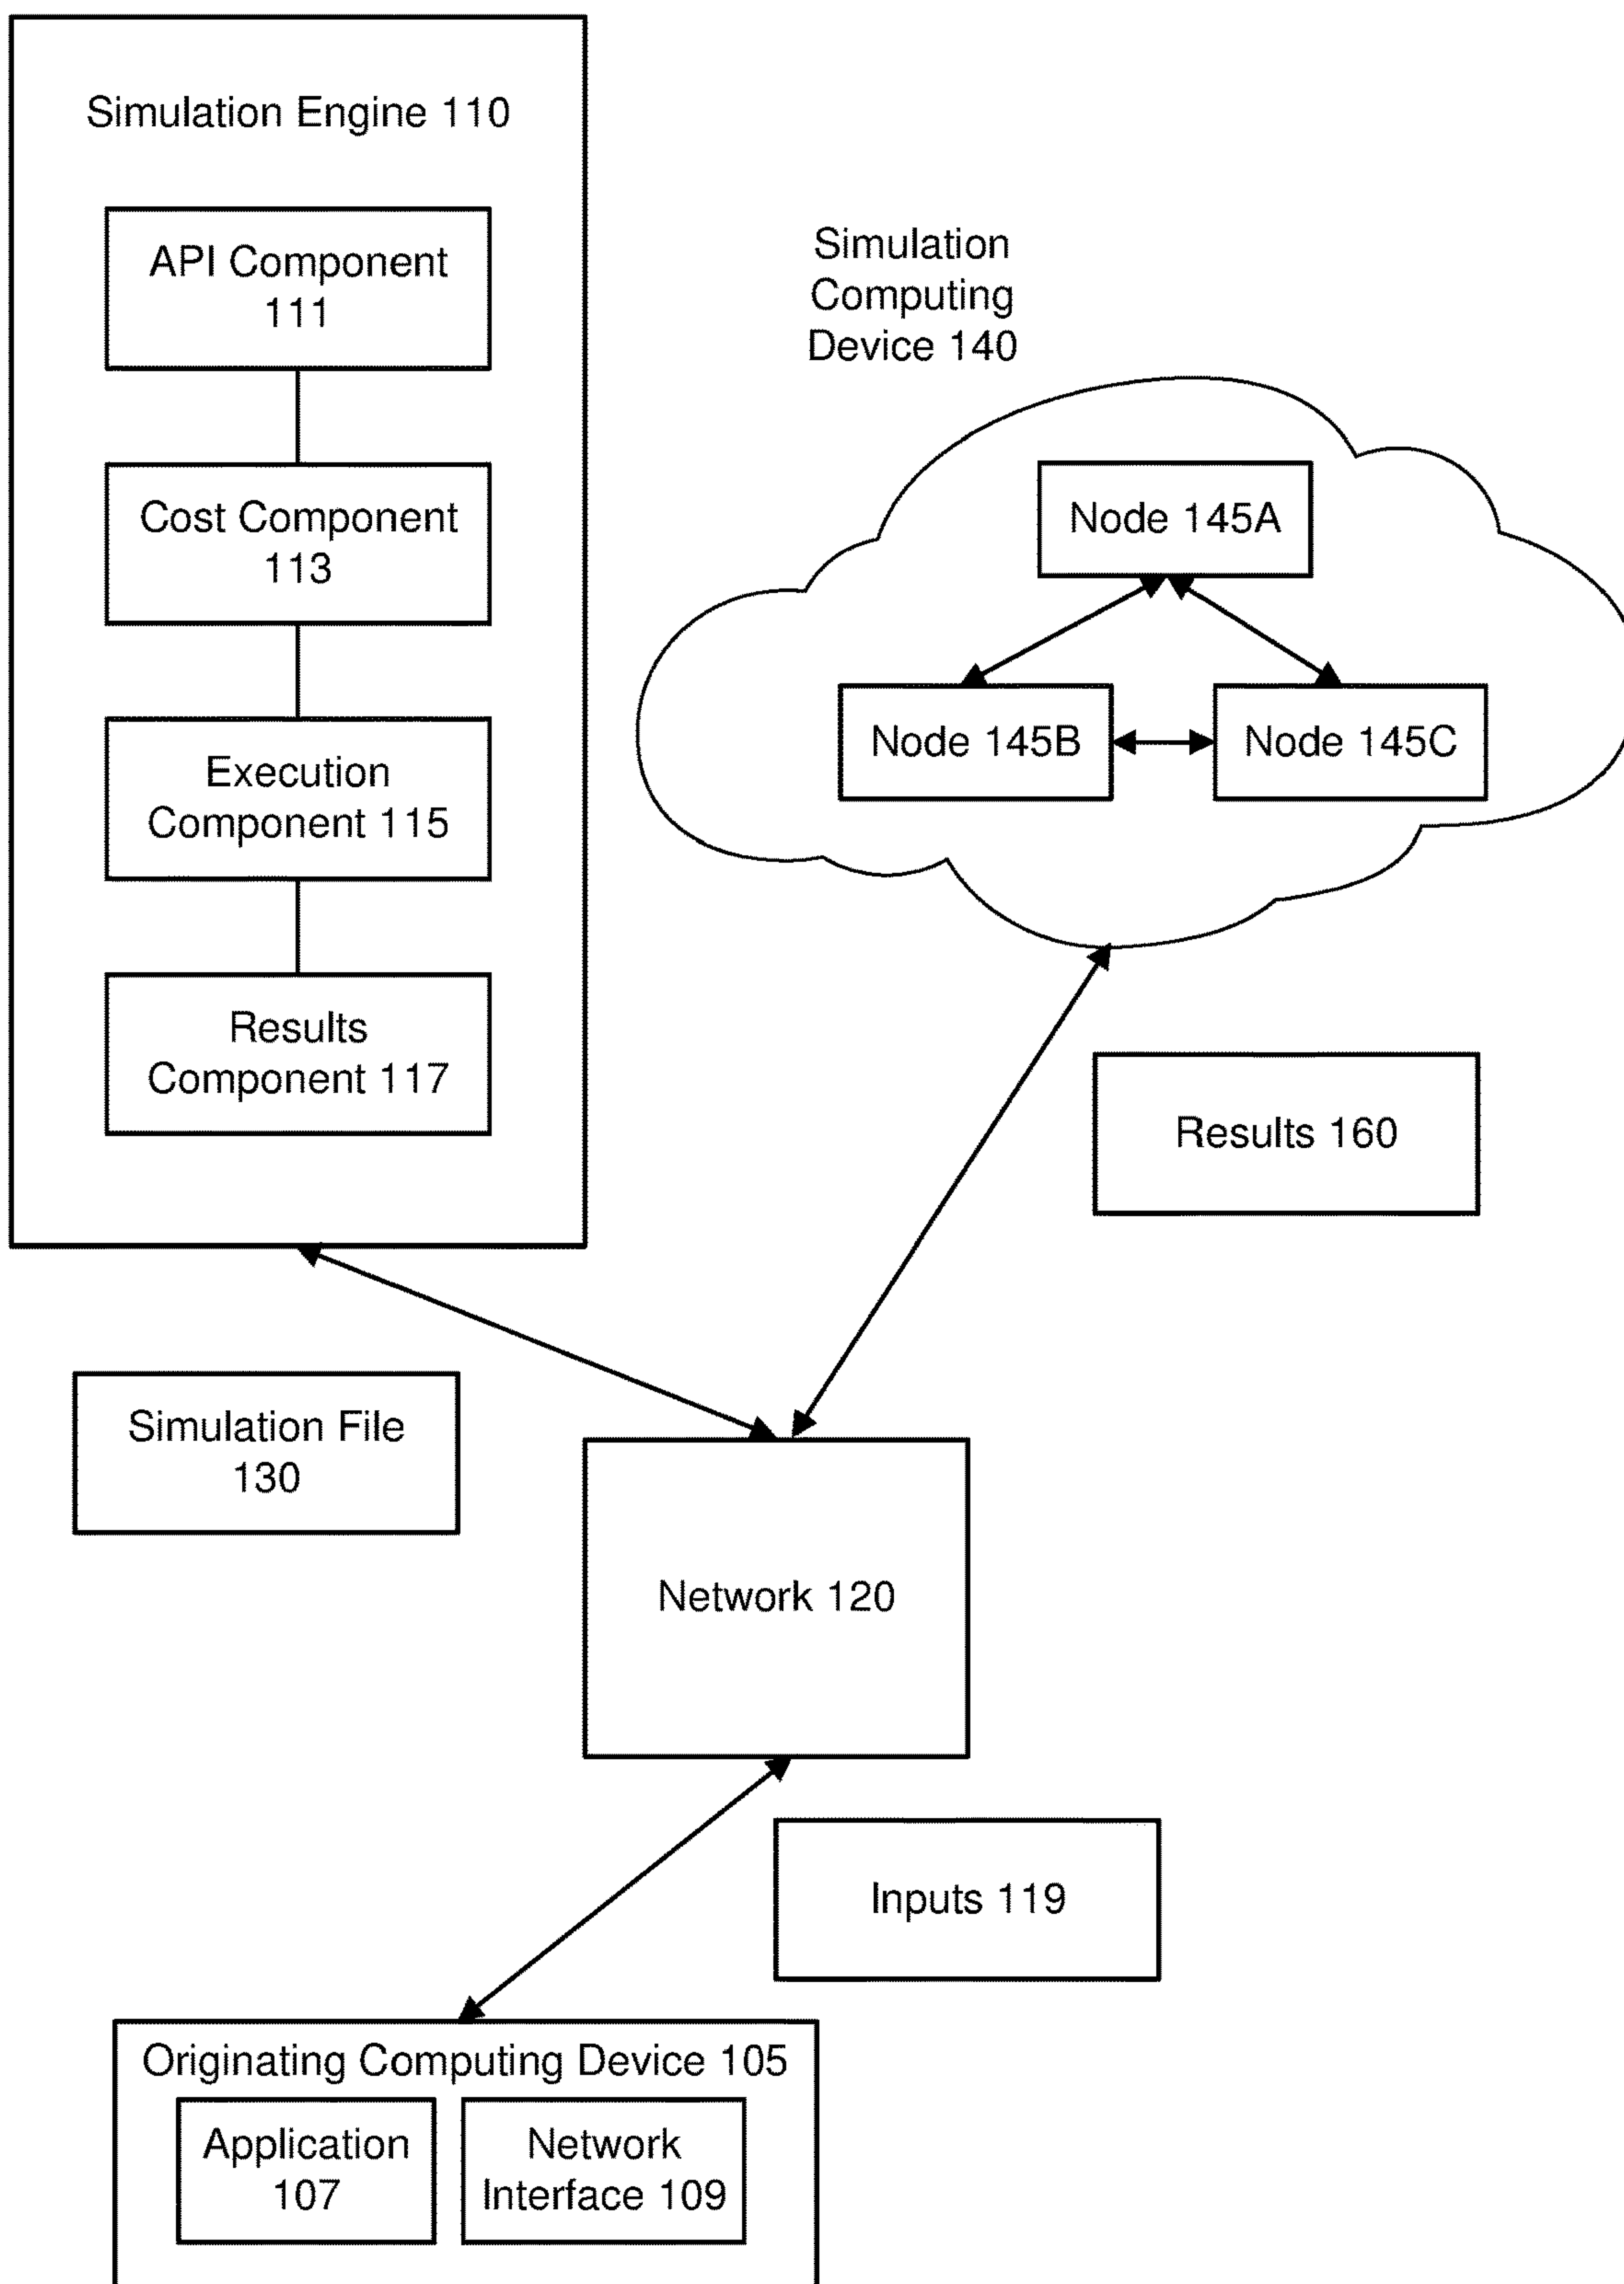 Simulation Engine 110
API Component
111
Cost Component
113
Execution
Component 115
Results
Component 117
Simulation
Computing
Device 140
Node 145A
Node 145B
Node 145C
Results 160
Simulation File
130
Network 120
Inputs 119
Originating Computing Device 105
Application
107
Network
Interface 109